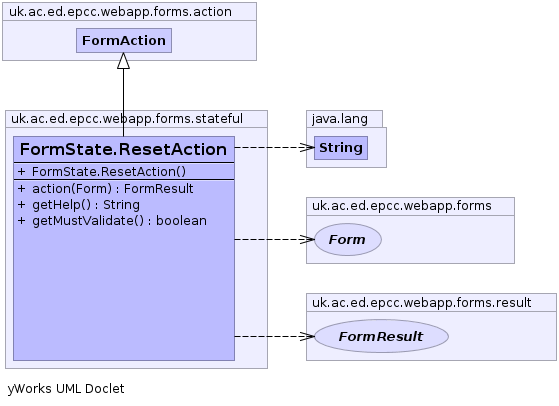 uk.ac.ed.epcc.webapp.forms.action
FormAction
uk.ac.ed.epcc.webapp.forms.stateful
FormState.ResetAction
+ FormState.ResetAction()
+ action(Form) : FormResult
+ getHelp() : String
+ getMustValidate() : boolean
java.lang
String
uk.ac.ed.epcc.webapp.forms
Form
uk.ac.ed.epcc.webapp.forms.result
FormResult
yWorks UML Doclet